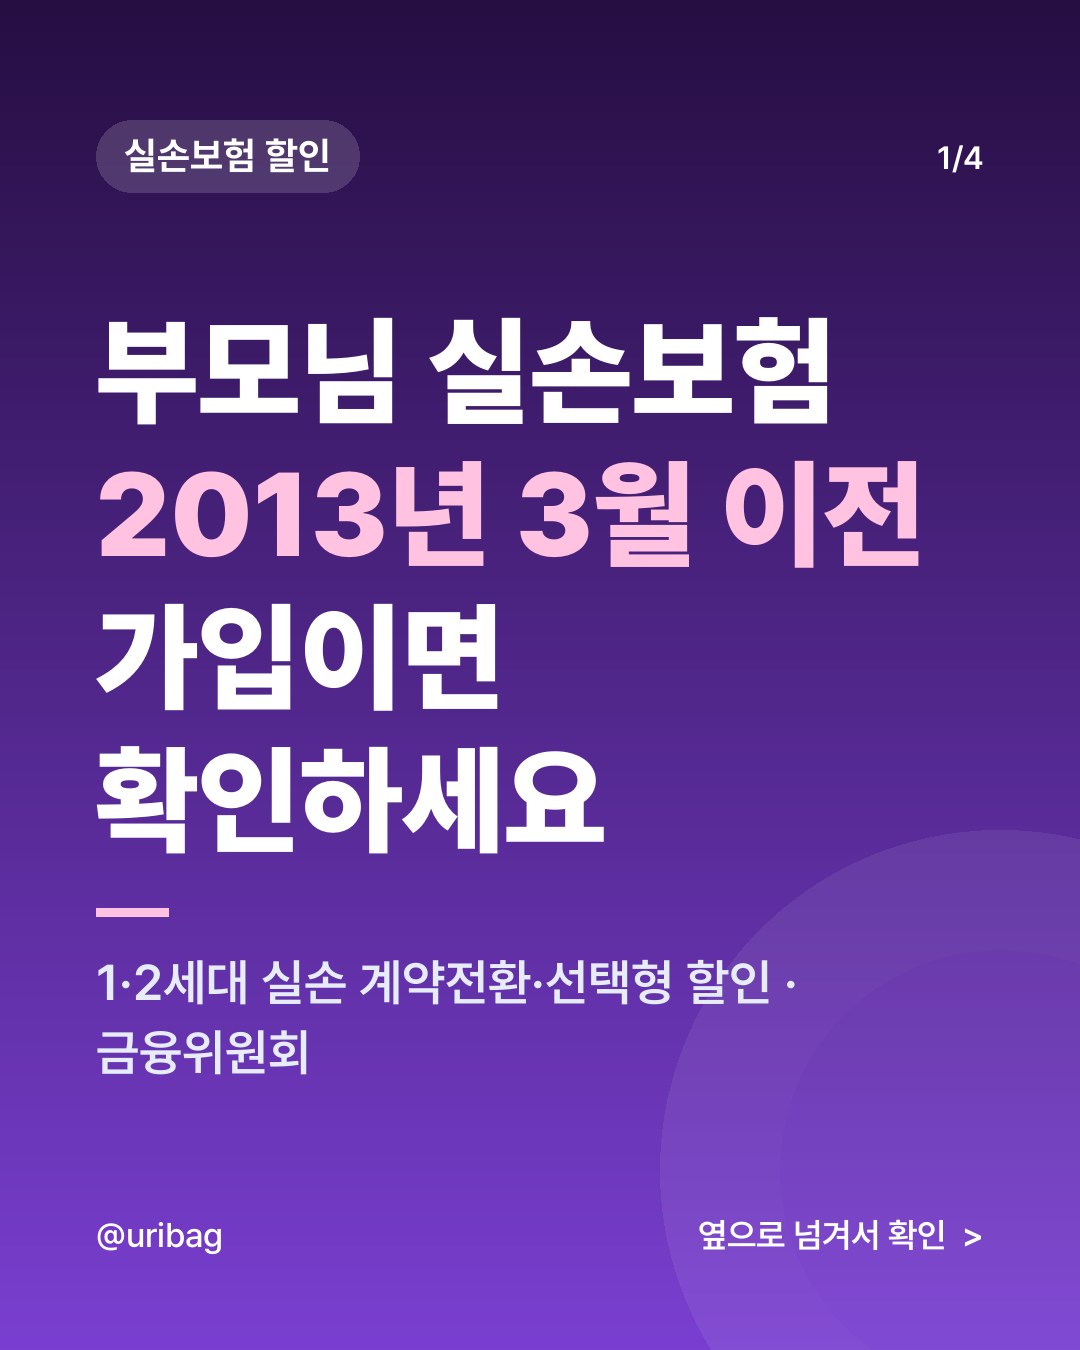 실손보험 할인
1/4
부모님 실손보험
2013년 3월 이전
가입이면
확인하세요
1·2세대 실손 계약전환·선택형 할인 ·
금융위원회
@uribag
옆으로 넘겨서 확인 >